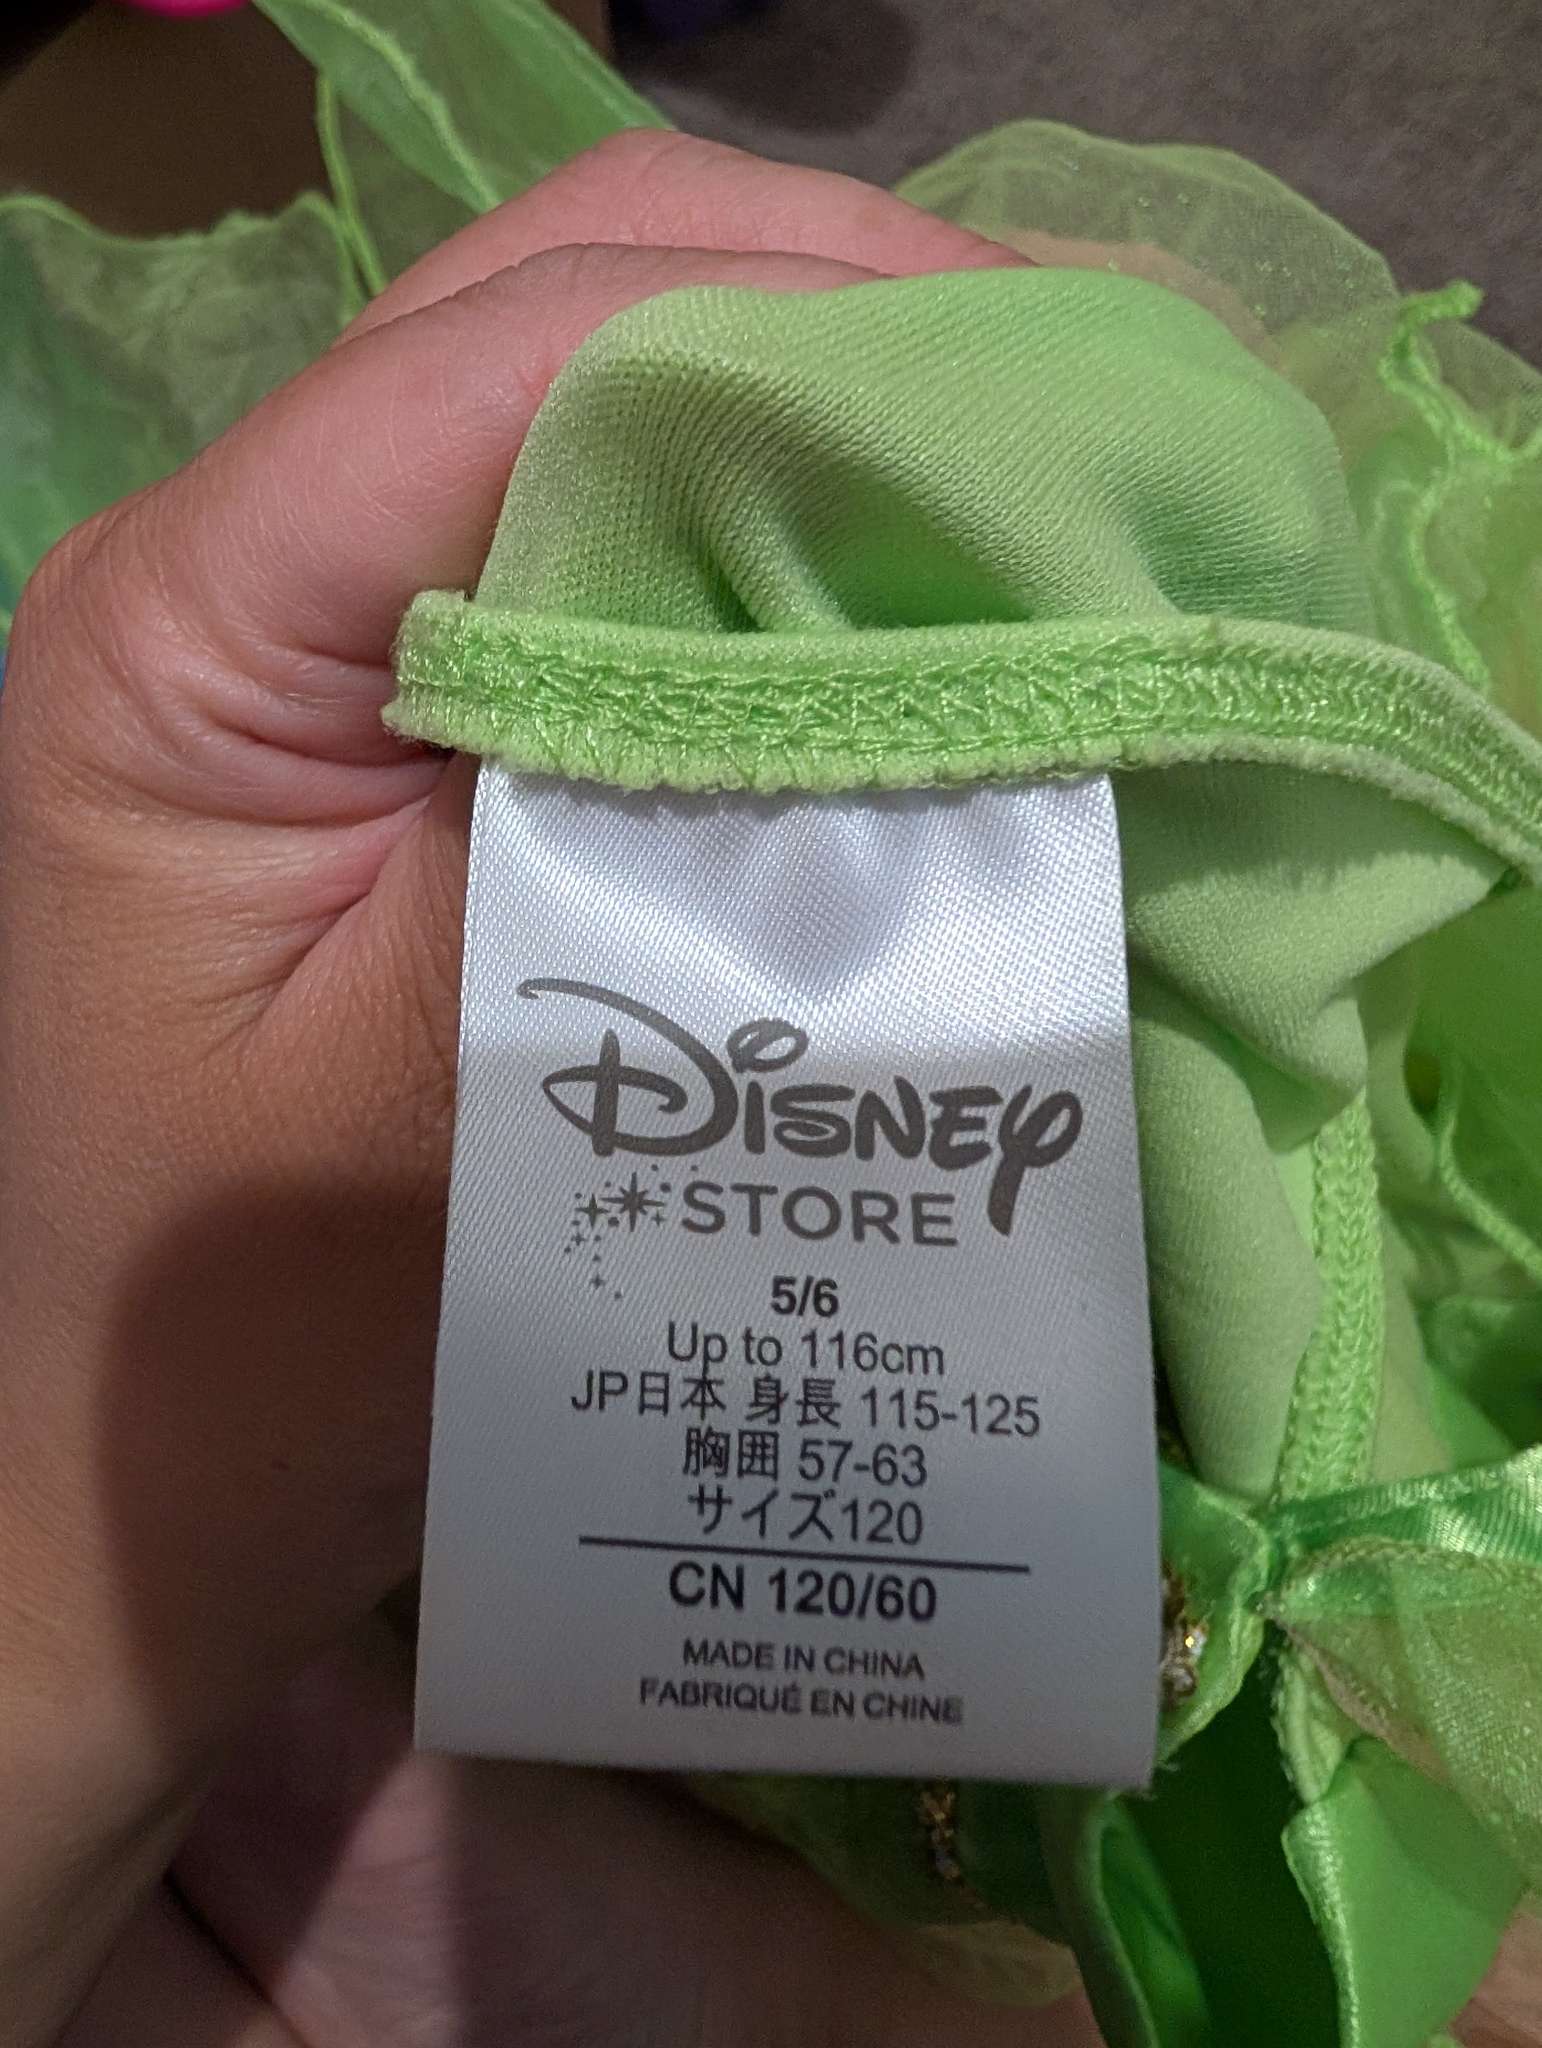 Disney
STORE
5/6
Up to 116cm
JP日本 身長 115-125
胸囲 57-63
サイズ120
CN 120/60
MADE IN CHINA
FABRIQUÉ EN CHINE